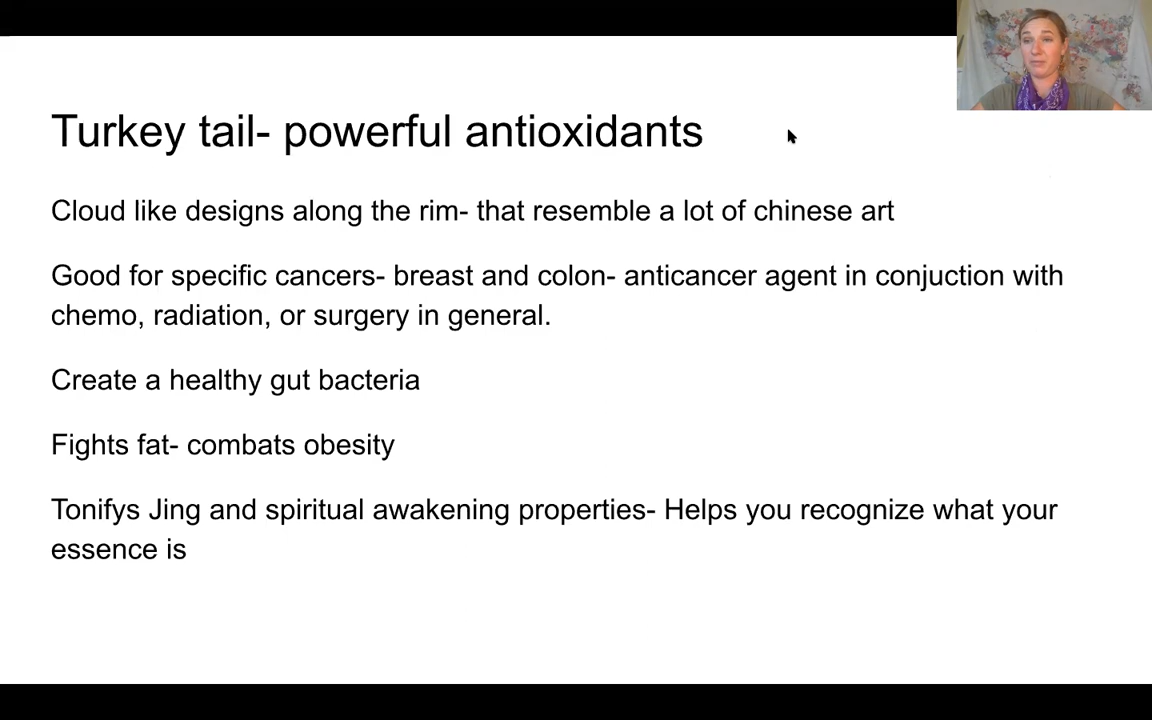 Turkey tail- powerful antioxidants
Cloud like designs along the rim- that resemble a lot of chinese art
Good for specific cancers- breast and colon- anticancer agent in conjuction with
chemo, radiation, or surgery in general.
Create a healthy gut bacteria
Fights fat- combats obesity
Tonifys Jing and spiritual awakening properties- Helps you recognize what your
essence is